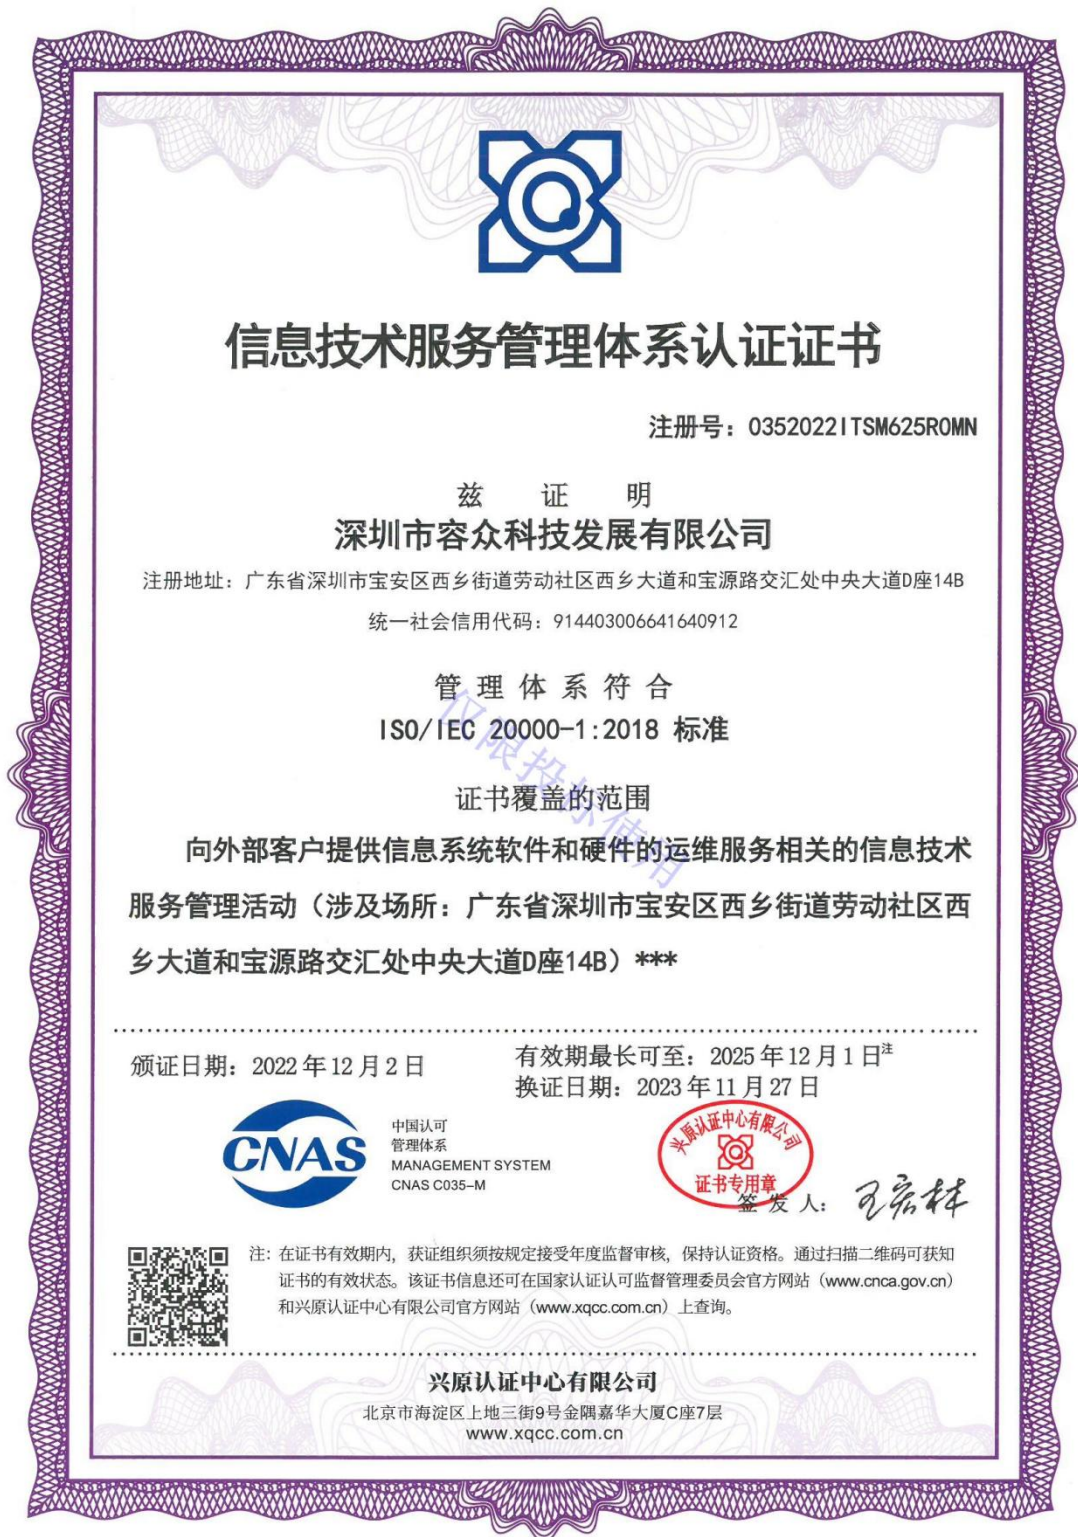 信息技术服务管理体系认证证书
注册号：0352022ITSM625R0MN
兹 证 明
深圳市容众科技发展有限公司
注册地址：广东省深圳市宝安区西乡街道劳动社区西乡大道和宝源路交汇处中央大道D座14B
统一社会信用代码：914403006641640912
管理体系符合
ISO/IEC 20000-1:2018 标准
仅限投标使用
证书覆盖的范围
向外部客户提供信息系统软件和硬件的运维服务相关的信息技术
服务管理活动（涉及场所：广东省深圳市宝安区西乡街道劳动社区西
乡大道和宝源路交汇处中央大道D座14B）***
颁证日期：2022年12月2日
有效期最长可至：2025年12月1日注
换证日期：2023年11月27日
CNAS
中国认可
管理体系
MANAGEMENT SYSTEM
CNAS C035-M
兴原认证中心有限公司
证书专用章
签发人：王宏林
注：在证书有效期内，获证组织须按规定接受年度监督审核，保持认证资格。通过扫描二维码可获知
证书的有效状态。该证书信息还可在国家认证认可监督管理委员会官方网站（www.cnca.gov.cn）
和兴原认证中心有限公司官方网站（www.xqcc.com.cn）上查询。
兴原认证中心有限公司
北京市海淀区上地三街9号金隅嘉华大厦C座7层
www.xqcc.com.cn